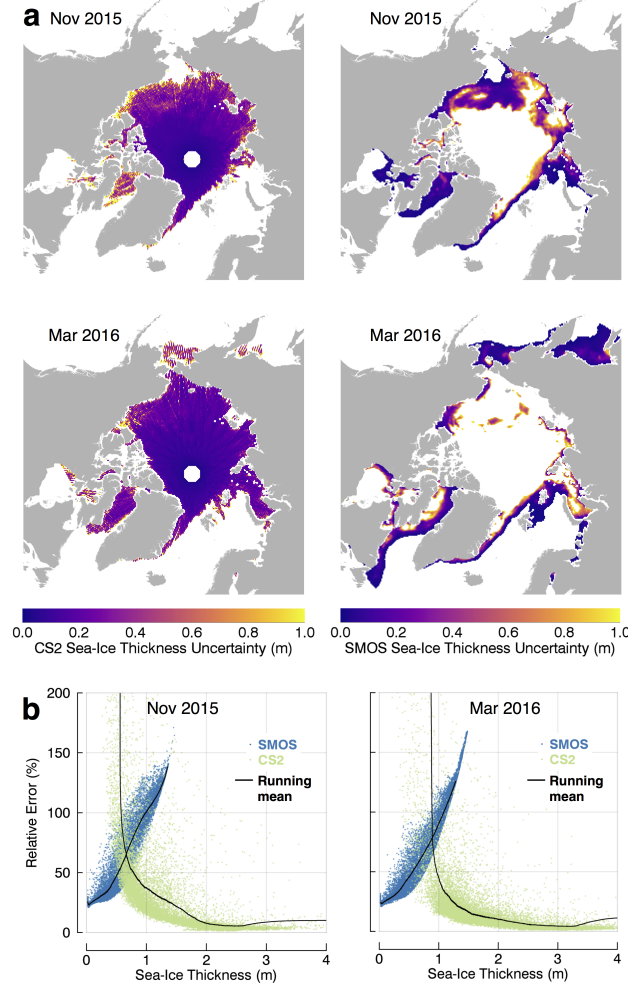 a
Nov 2015
Nov 2015
Mar 2016
Mar 2016
0.0 0.2 0.4 0.6 0.8 1.0
CS2 Sea-Ice Thickness Uncertainty (m)
0.0 0.2 0.4 0.6 0.8 1.0
SMOS Sea-Ice Thickness Uncertainty (m)
b
Nov 2015
SMOS
CS2
Running
mean
200
150
100
50
0
Relative Error (%)
0 1 2 3 4
Sea-Ice Thickness (m)
Mar 2016
SMOS
CS2
Running
mean
0 1 2 3 4
Sea-Ice Thickness (m)